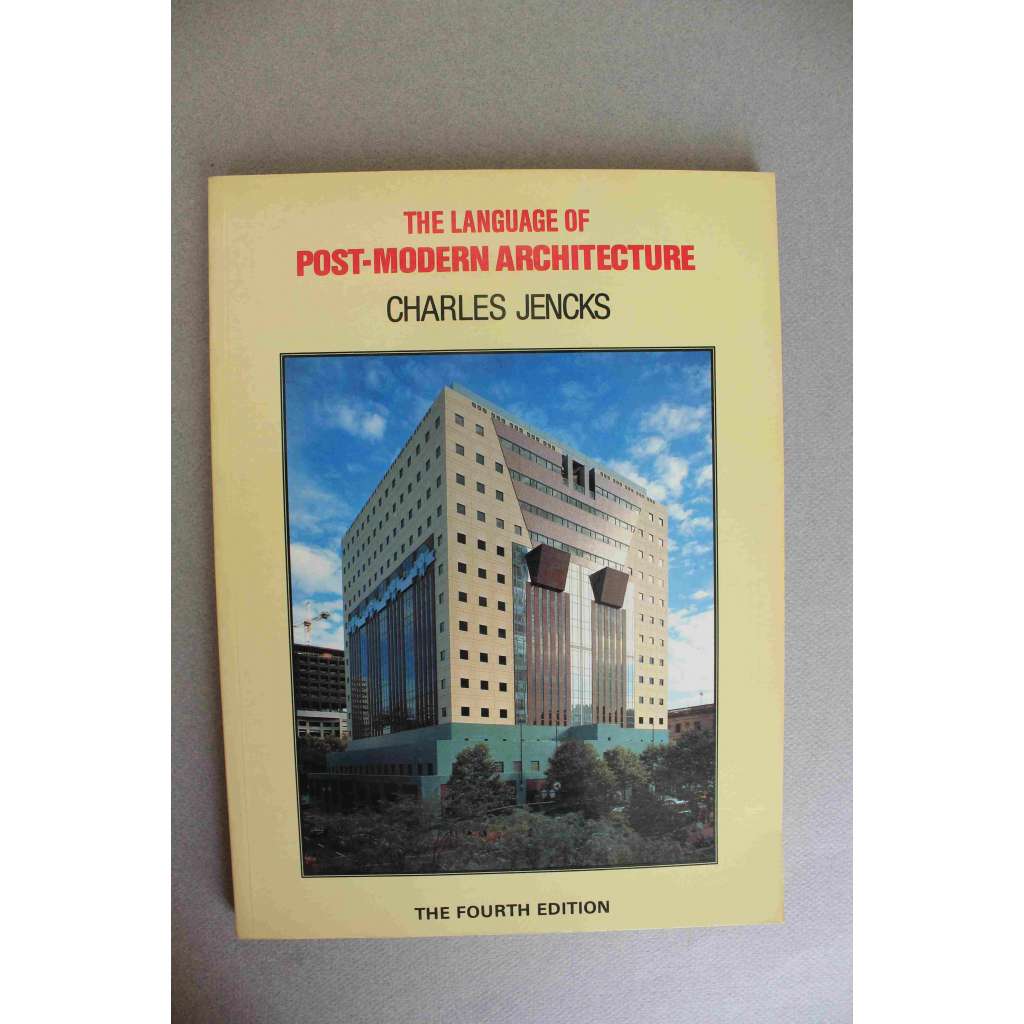 THE LANGUAGE OF
POST-MODERN ARCHITECTURE
CHARLES JENCKS
THE FOURTH EDITION